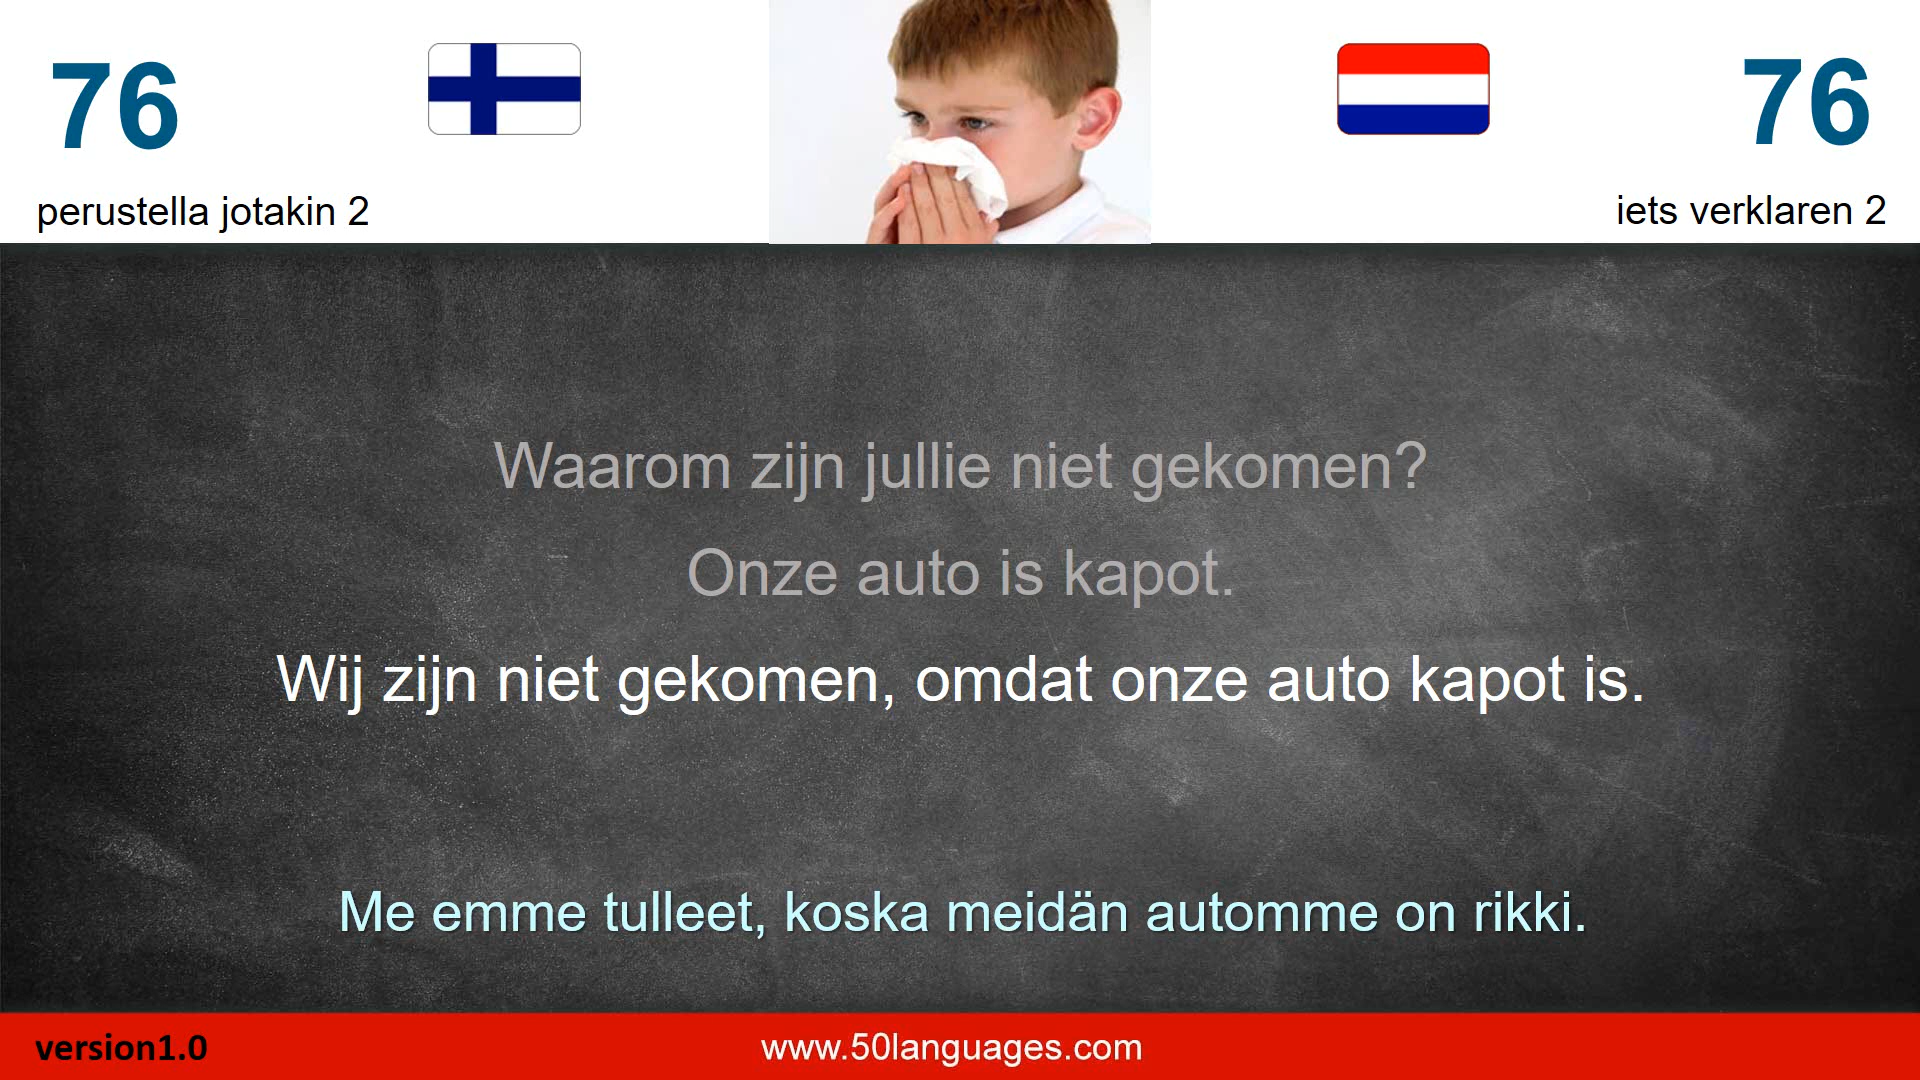 76
76
perustella jotakin 2
iets verklaren 2
Waarom zijn jullie niet gekomen?
Onze auto is kapot.
Wij zijn niet gekomen, omdat onze auto kapot is.
Me emme tulleet, koska meidän automme on rikki.
version1.0
www.50languages.com